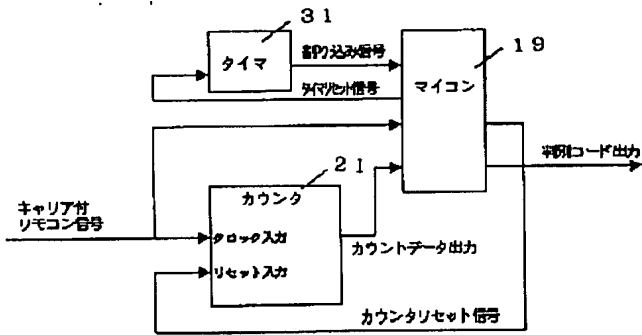 31
タイマ
割り込み信号
タイマリセット信号
19
マイコン
判別コード出力
21
カウンタ
キャリア付
リモコン信号
クロック入力
リセット入力
カウントデータ出力
カウンタリセット信号